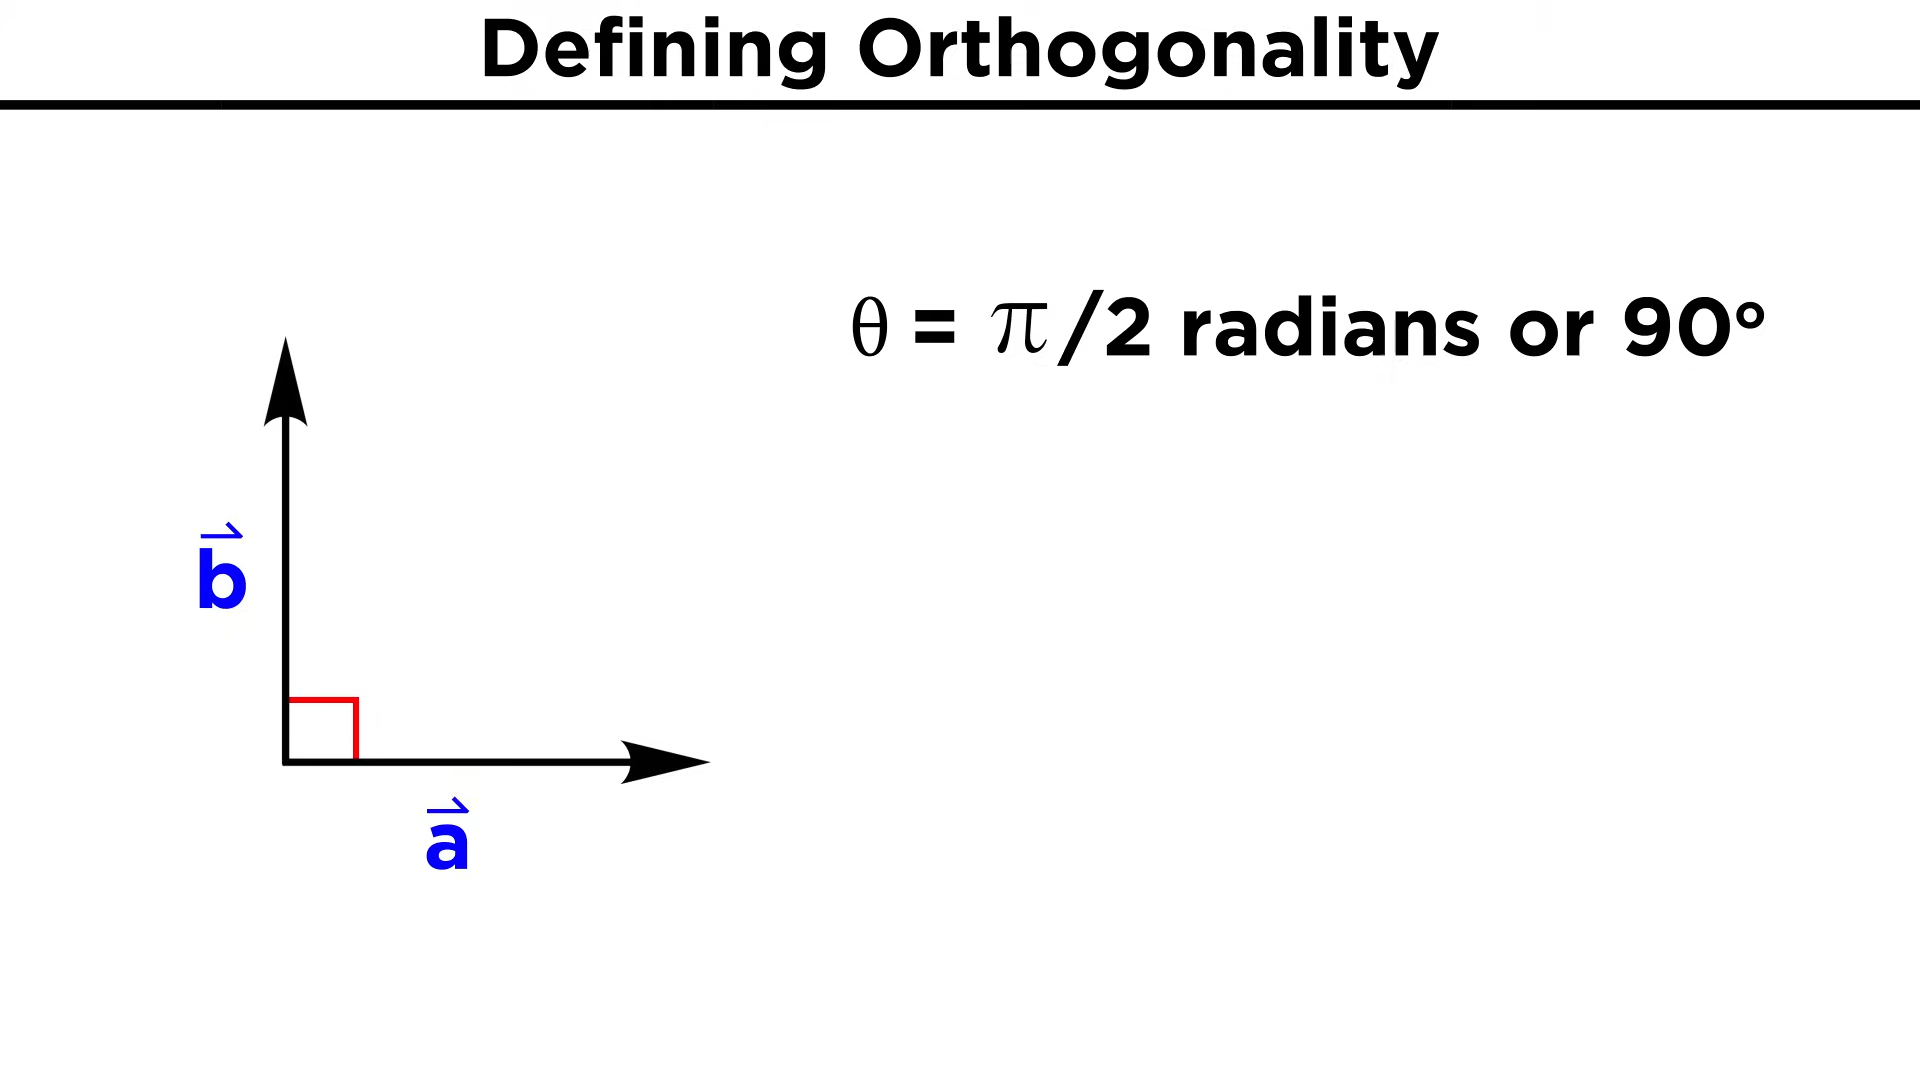 Defining Orthogonality
θ = π/2 radians or 90°
b⃗
a⃗